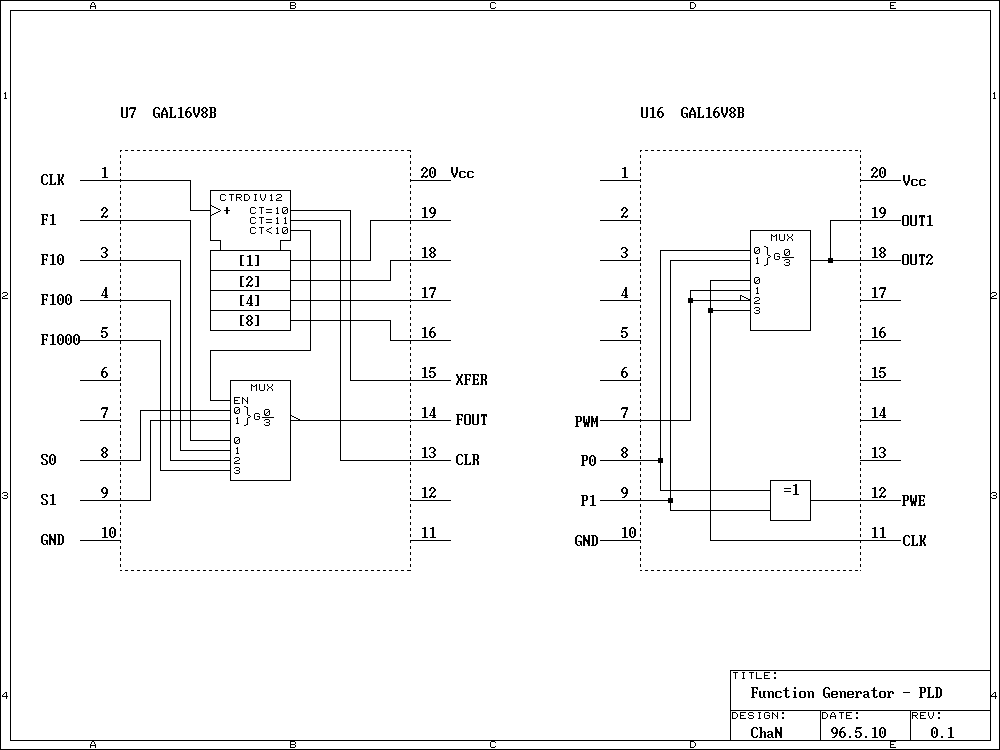 A B C D E
1 1
U7 GAL16V8B
U16 GAL16V8B
CLK 1 20 Vcc
F1 2 19
F10 3 18
F100 4 17
F1000 5 16
6 15 XFER
7 14 FOUT
S0 8 13 CLR
S1 9 12
GND 10 11
CTRDIV12
+ CT=10
CT=11
CT<10
[1]
[2]
[4]
[8]
MUX
EN
0
1 } G 0/3
0
1
2
3
1 20 Vcc
2 19 OUT1
3 18 OUT2
4 17
5 16
6 15
PWM 7 14
P0 8 13
P1 9 12 PWE
GND 10 11 CLK
MUX
0
1 } G 0/3
0
1
2
3
=1
2 2
3 3
4 4
TITLE:
Function Generator - PLD
DESIGN: DATE: REV:
ChaN 96.5.10 0.1
A B C D E